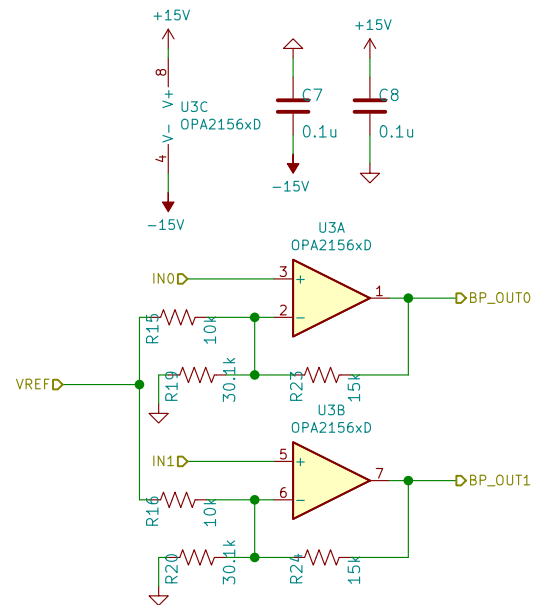 +15V
8
V+
U3C
OPA2156xD
V-
4
-15V
C7
0.1u
-15V
+15V
C8
0.1u
U3A
OPA2156xD
IN0
3
+
1
BP_OUT0
2
-
R15
10k
R19
30.1k
R23
15k
VREF
U3B
OPA2156xD
IN1
5
+
7
BP_OUT1
6
-
R16
10k
R20
30.1k
R24
15k